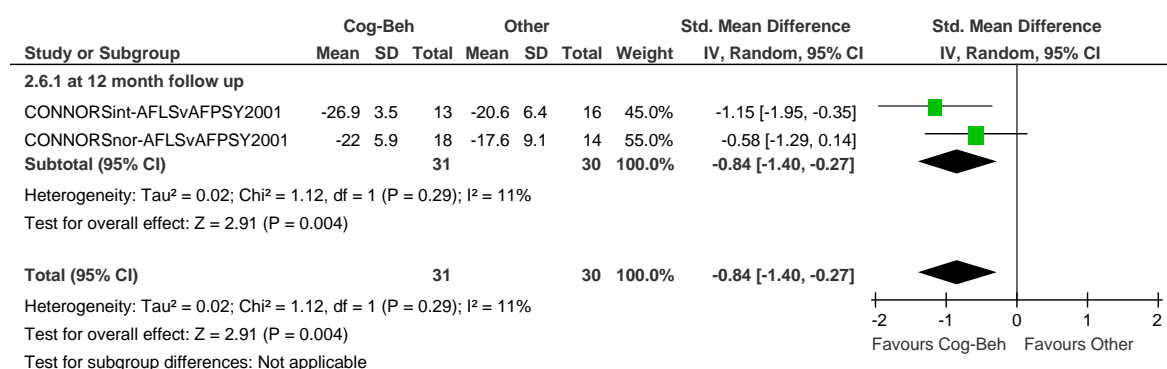 Cog-Beh Other Std. Mean Difference Std. Mean Difference
Study or Subgroup Mean SD Total Mean SD Total Weight IV, Random, 95% CI IV, Random, 95% CI
2.6.1 at 12 month follow up
CONNORSint-AFLSvAFPSY2001 -26.9 3.5 13 -20.6 6.4 16 45.0% -1.15 [-1.95, -0.35]
CONNORSnor-AFLSvAFPSY2001 -22 5.9 18 -17.6 9.1 14 55.0% -0.58 [-1.29, 0.14]
Subtotal (95% CI) 31 30 100.0% -0.84 [-1.40, -0.27]
Heterogeneity: Tau² = 0.02; Chi² = 1.12, df = 1 (P = 0.29); I² = 11%
Test for overall effect: Z = 2.91 (P = 0.004)
Total (95% CI) 31 30 100.0% -0.84 [-1.40, -0.27]
Heterogeneity: Tau² = 0.02; Chi² = 1.12, df = 1 (P = 0.29); I² = 11%
Test for overall effect: Z = 2.91 (P = 0.004)
Test for subgroup differences: Not applicable
-2 -1 0 1 2
Favours Cog-Beh Favours Other